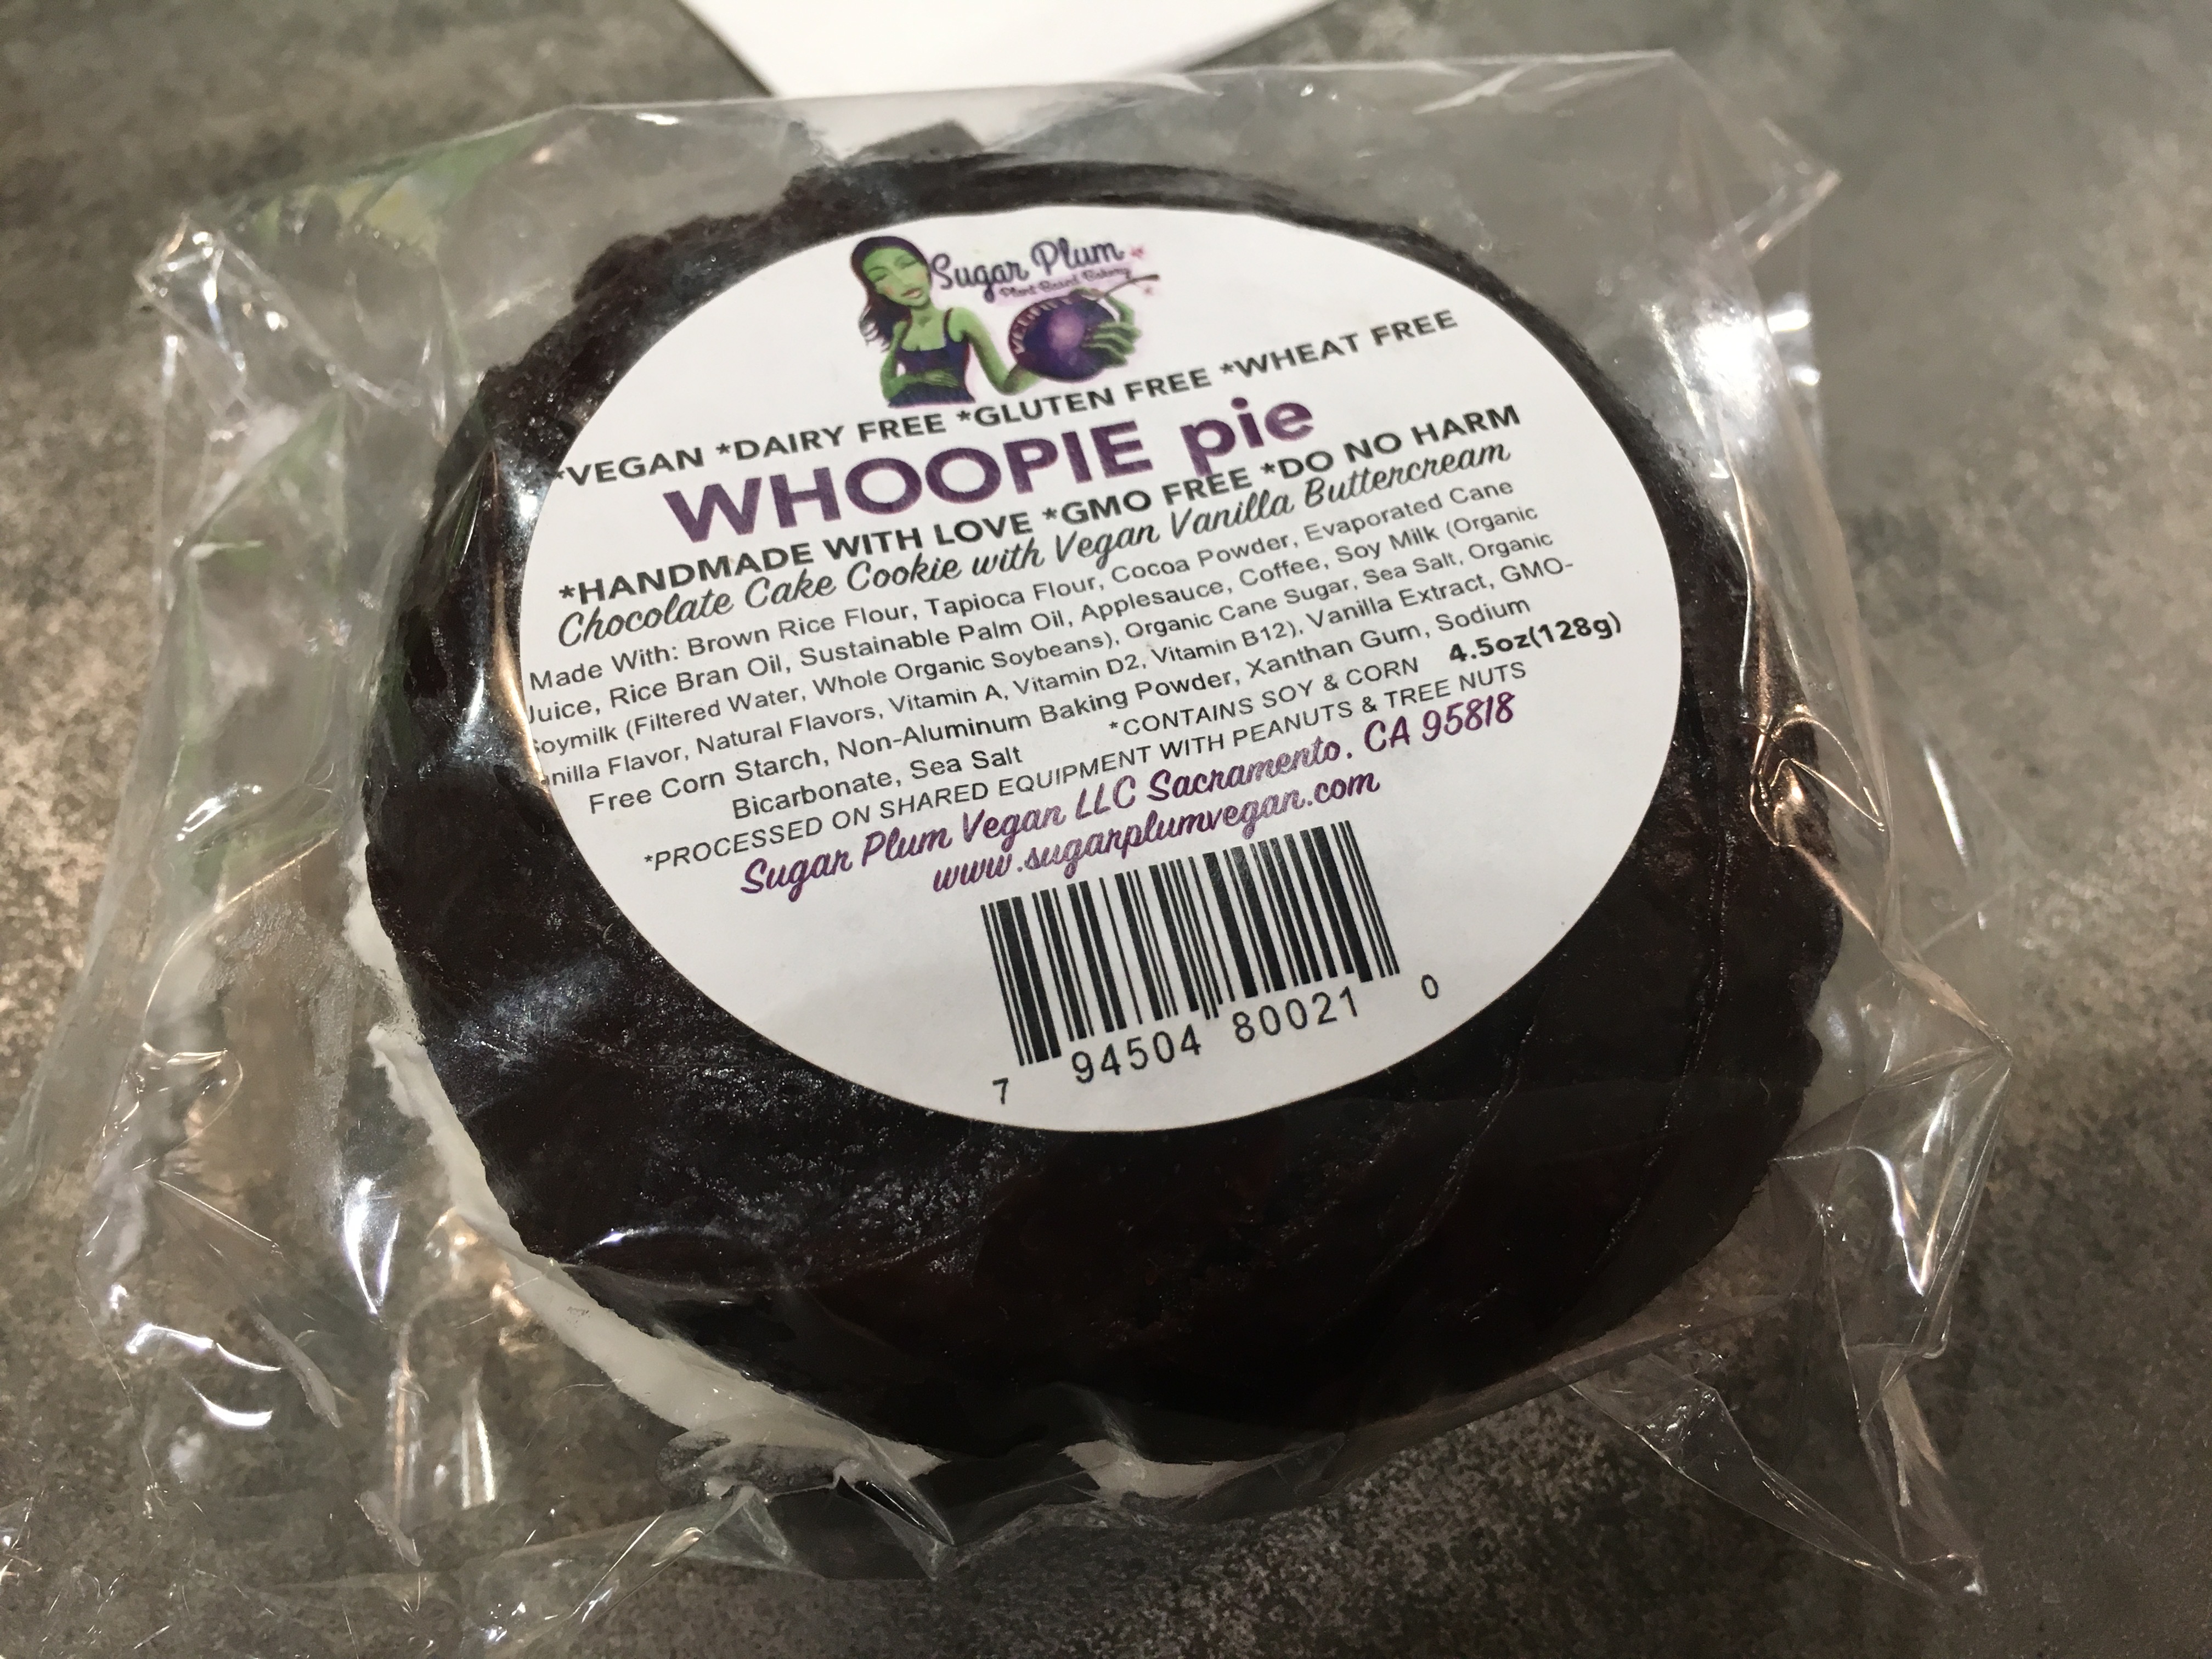 Sugar Plum
Plant Based Bakery
*VEGAN *DAIRY FREE *GLUTEN FREE *WHEAT FREE
WHOOPIE pie
*HANDMADE WITH LOVE *GMO FREE *DO NO HARM
Chocolate Cake Cookie with Vegan Vanilla Buttercream
Made With: Brown Rice Flour, Tapioca Flour, Cocoa Powder, Evaporated Cane
Juice, Rice Bran Oil, Sustainable Palm Oil, Applesauce, Coffee, Soy Milk (Organic
Soymilk (Filtered Water, Whole Organic Soybeans), Organic Cane Sugar, Sea Salt, Organic
anilla Flavor, Natural Flavors, Vitamin A, Vitamin D2, Vitamin B12), Vanilla Extract, GMO-
Free Corn Starch, Non-Aluminum Baking Powder, Xanthan Gum, Sodium
Bicarbonate, Sea Salt *CONTAINS SOY & CORN 4.5oz(128g)
*PROCESSED ON SHARED EQUIPMENT WITH PEANUTS & TREE NUTS
Sugar Plum Vegan LLC Sacramento. CA 95818
www.sugarplumvegan.com
7 94504 80021 0